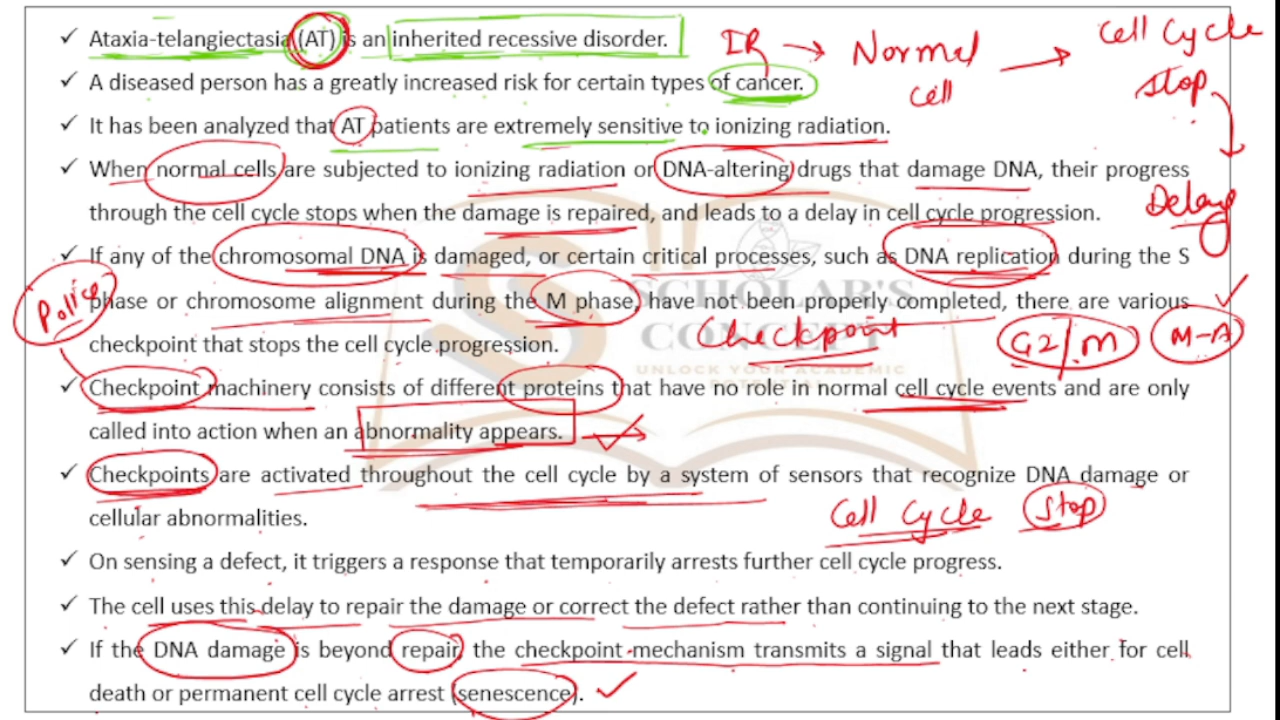 ✓ Ataxia-telangiectasia (AT) is an inherited recessive disorder.
IR → Normal cell → Cell Cycle Stop
Delay
✓ A diseased person has a greatly increased risk for certain types of cancer.
✓ It has been analyzed that AT patients are extremely sensitive to ionizing radiation.
✓ When normal cells are subjected to ionizing radiation or DNA-altering drugs that damage DNA, their progress
through the cell cycle stops when the damage is repaired, and leads to a delay in cell cycle progression.
✓ If any of the chromosomal DNA is damaged, or certain critical processes, such as DNA replication during the S
phase or chromosome alignment during the M phase, have not been properly completed, there are various
checkpoint that stops the cell cycle progression.
Police
Checkpoint
G2/M
M-A
SCHOLAR'S
CONCEPT
UNLOCK YOUR ACADEMIC
POTENTIAL
✓ Checkpoint machinery consists of different proteins that have no role in normal cell cycle events and are only
called into action when an abnormality appears.
✓ Checkpoints are activated throughout the cell cycle by a system of sensors that recognize DNA damage or
cellular abnormalities.
Cell Cycle Stop
✓ On sensing a defect, it triggers a response that temporarily arrests further cell cycle progress.
✓ The cell uses this delay to repair the damage or correct the defect rather than continuing to the next stage.
✓ If the DNA damage is beyond repair, the checkpoint mechanism transmits a signal that leads either for cell
death or permanent cell cycle arrest (senescence).